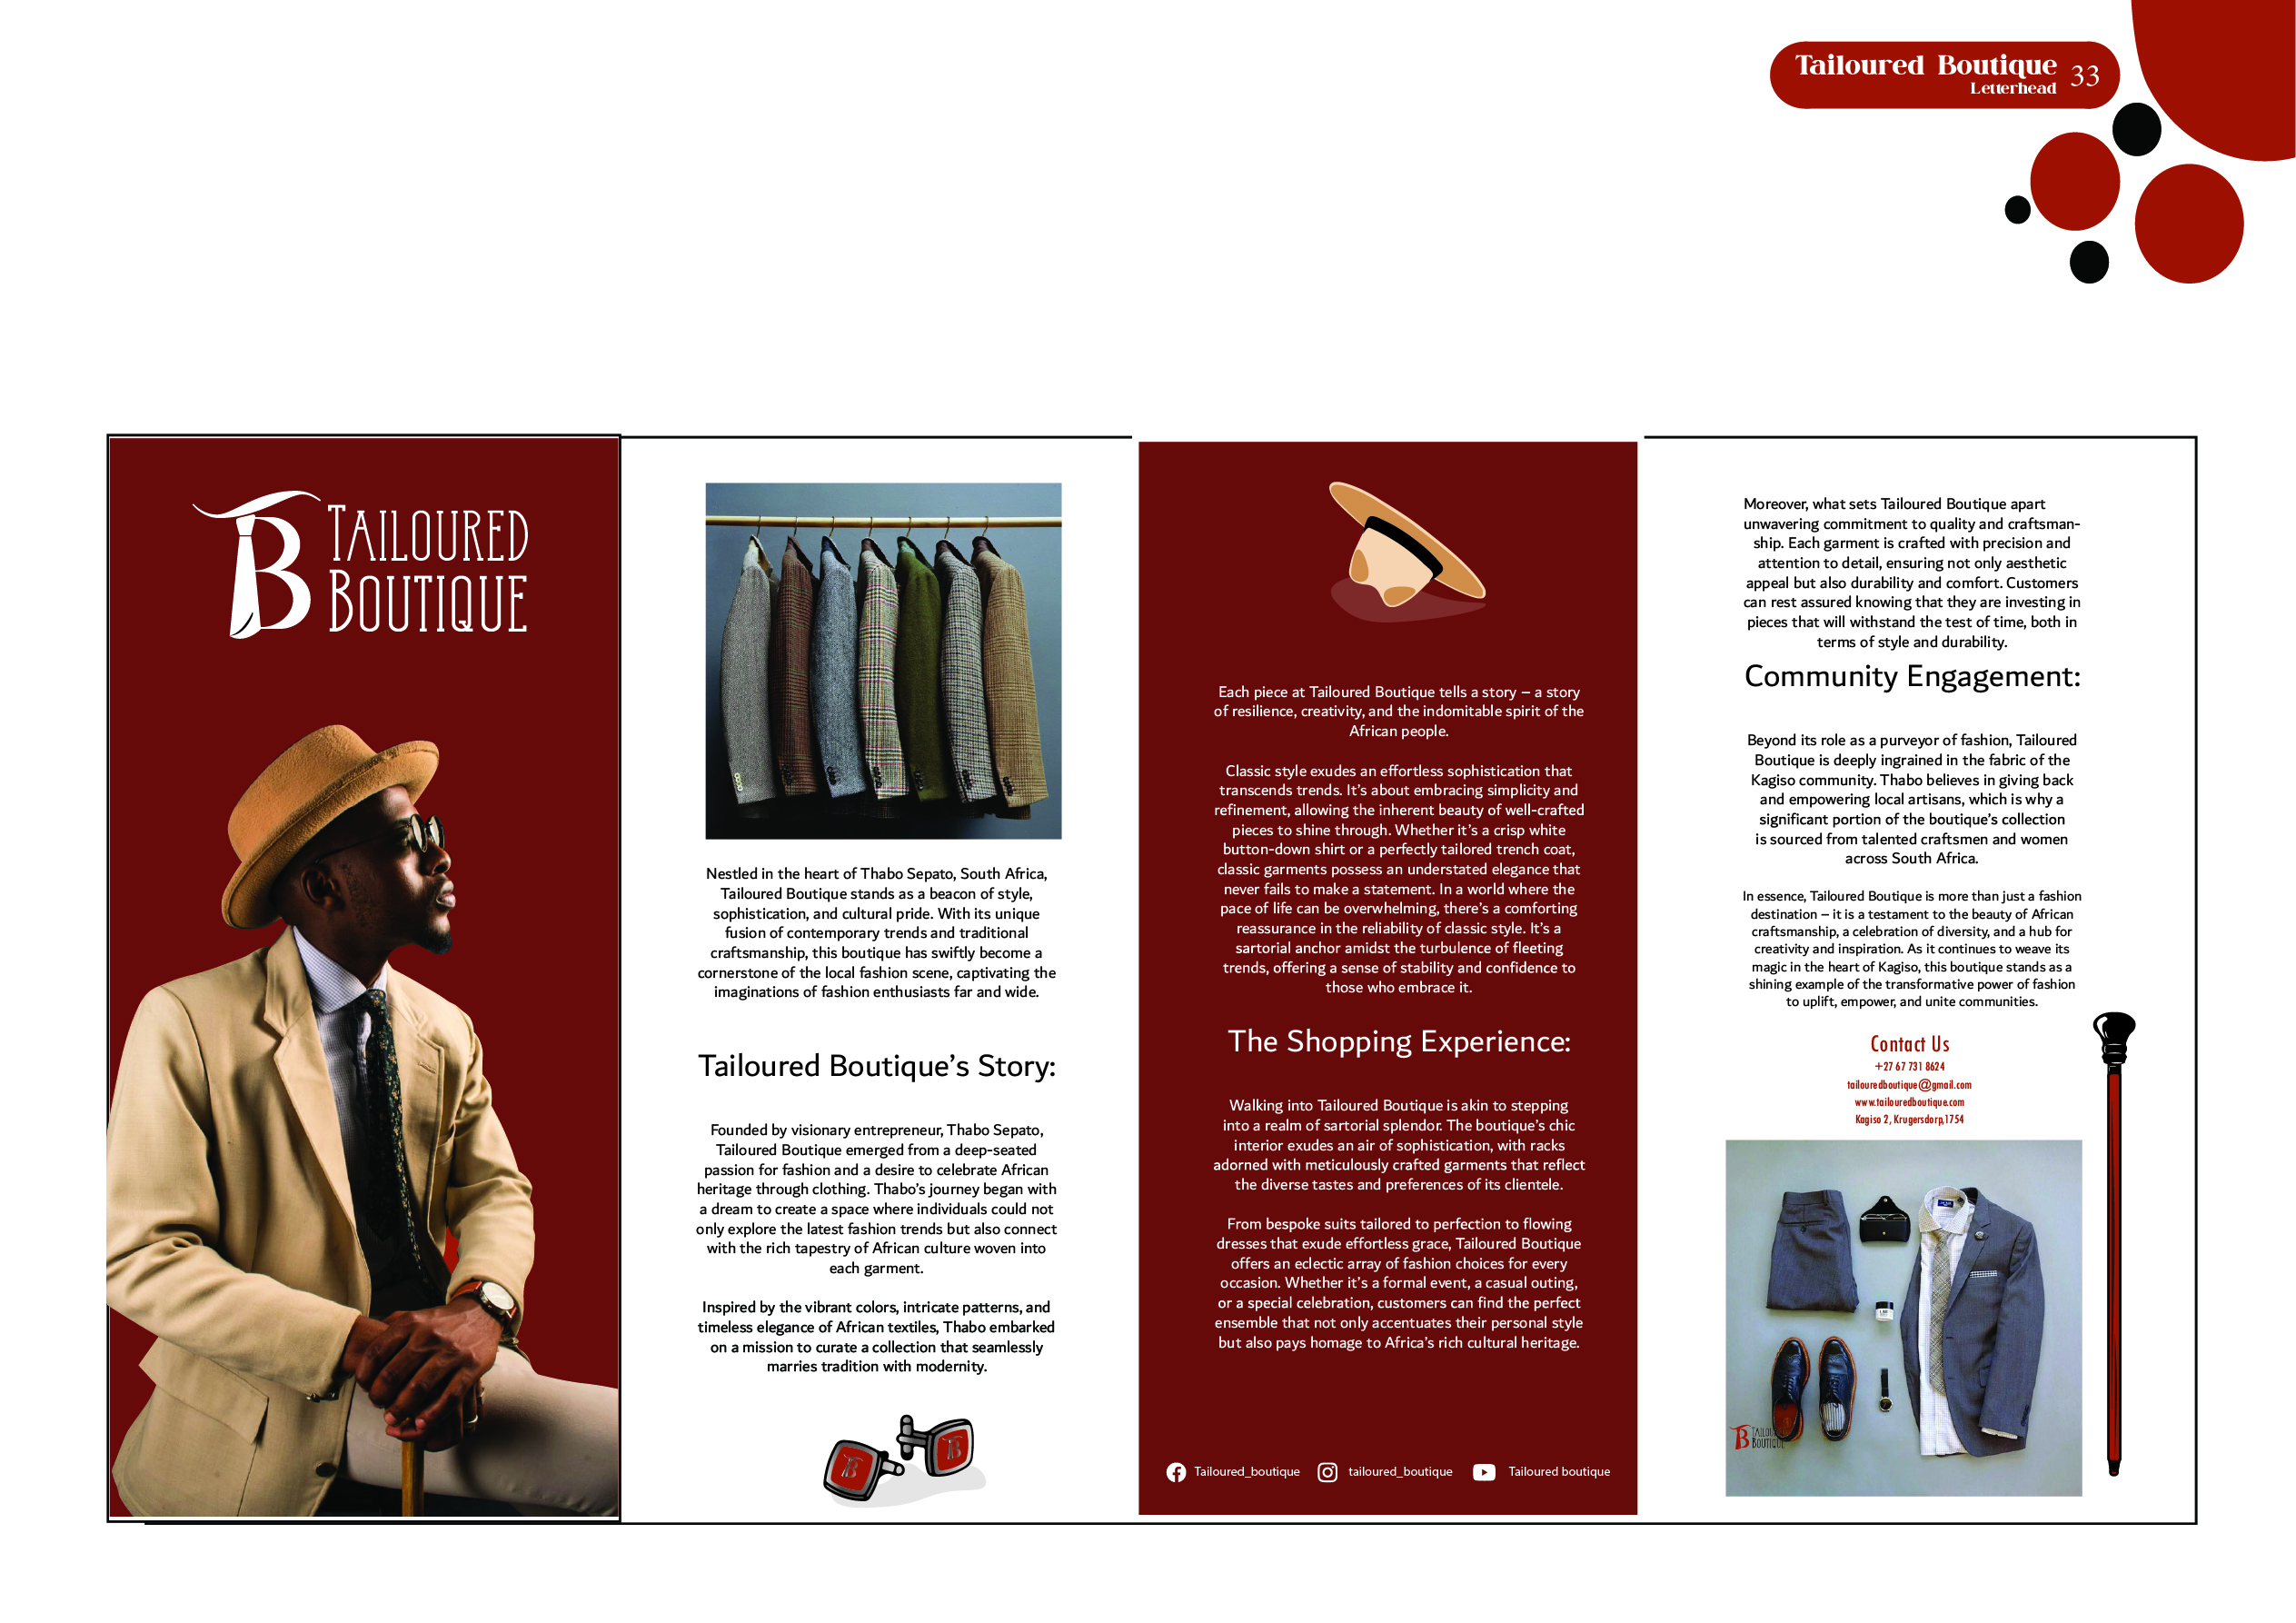 Tailoured Boutique
Letterhead
33
TAILOURED
BOUTIQUE
Nestled in the heart of Thabo Sepato, South Africa,
Tailoured Boutique stands as a beacon of style,
sophistication, and cultural pride. With its unique
fusion of contemporary trends and traditional
craftsmanship, this boutique has swiftly become a
cornerstone of the local fashion scene, captivating the
imaginations of fashion enthusiasts far and wide.
Tailoured Boutique's Story:
Founded by visionary entrepreneur, Thabo Sepato,
Tailoured Boutique emerged from a deep-seated
passion for fashion and a desire to celebrate African
heritage through clothing. Thabo's journey began with
a dream to create a space where individuals could not
only explore the latest fashion trends but also connect
with the rich tapestry of African culture woven into
each garment.
Inspired by the vibrant colors, intricate patterns, and
timeless elegance of African textiles, Thabo embarked
on a mission to curate a collection that seamlessly
marries tradition with modernity.
Each piece at Tailoured Boutique tells a story – a story
of resilience, creativity, and the indomitable spirit of the
African people.
Classic style exudes an effortless sophistication that
transcends trends. It's about embracing simplicity and
refinement, allowing the inherent beauty of well-crafted
pieces to shine through. Whether it's a crisp white
button-down shirt or a perfectly tailored trench coat,
classic garments possess an understated elegance that
never fails to make a statement. In a world where the
pace of life can be overwhelming, there's a comforting
reassurance in the reliability of classic style. It's a
sartorial anchor amidst the turbulence of fleeting
trends, offering a sense of stability and confidence to
those who embrace it.
The Shopping Experience:
Walking into Tailoured Boutique is akin to stepping
into a realm of sartorial splendor. The boutique's chic
interior exudes an air of sophistication, with racks
adorned with meticulously crafted garments that reflect
the diverse tastes and preferences of its clientele.
From bespoke suits tailored to perfection to flowing
dresses that exude effortless grace, Tailoured Boutique
offers an eclectic array of fashion choices for every
occasion. Whether it's a formal event, a casual outing,
or a special celebration, customers can find the perfect
ensemble that not only accentuates their personal style
but also pays homage to Africa's rich cultural heritage.
Tailoured_boutique tailoured_boutique Tailoured boutique
Moreover, what sets Tailoured Boutique apart
unwavering commitment to quality and craftsman-
ship. Each garment is crafted with precision and
attention to detail, ensuring not only aesthetic
appeal but also durability and comfort. Customers
can rest assured knowing that they are investing in
pieces that will withstand the test of time, both in
terms of style and durability.
Community Engagement:
Beyond its role as a purveyor of fashion, Tailoured
Boutique is deeply ingrained in the fabric of the
Kagiso community. Thabo believes in giving back
and empowering local artisans, which is why a
significant portion of the boutique's collection
is sourced from talented craftsmen and women
across South Africa.
In essence, Tailoured Boutique is more than just a fashion
destination – it is a testament to the beauty of African
craftsmanship, a celebration of diversity, and a hub for
creativity and inspiration. As it continues to weave its
magic in the heart of Kagiso, this boutique stands as a
shining example of the transformative power of fashion
to uplift, empower, and unite communities.
Contact Us
+27 67 731 8624
tailouredboutique@gmail.com
www.tailouredboutique.com
Kagiso 2, Krugersdorp,1754
TAILOURED
BOUTIQUE